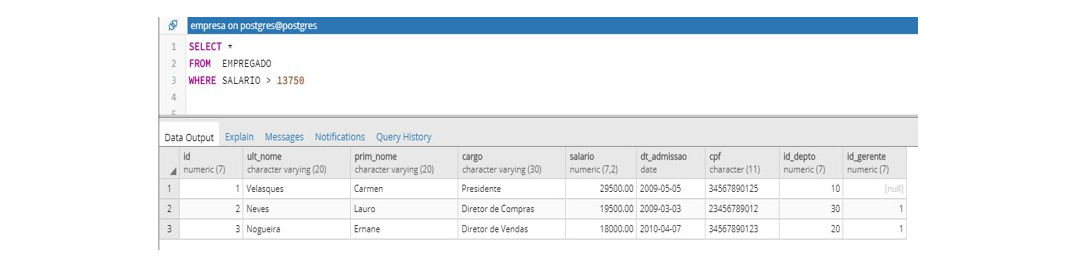 empresa on postgres@postgres
1 SELECT *
2 FROM EMPREGADO
3 WHERE SALARIO > 13750
4
5
Data Output Explain Messages Notifications Query History
id ult_nome prim_nome cargo salario dt_admissao cpf id_depto id_gerente
numeric (7) character varying (20) character varying (20) character varying (30) numeric (7,2) date character (11) numeric (7) numeric (7)
1 1 Velasques Carmen Presidente 29500.00 2009-05-05 34567890125 10 [null]
2 2 Neves Lauro Diretor de Compras 19500.00 2009-03-03 23456789012 30 1
3 3 Nogueira Ernane Diretor de Vendas 18000.00 2010-04-07 34567890123 20 1